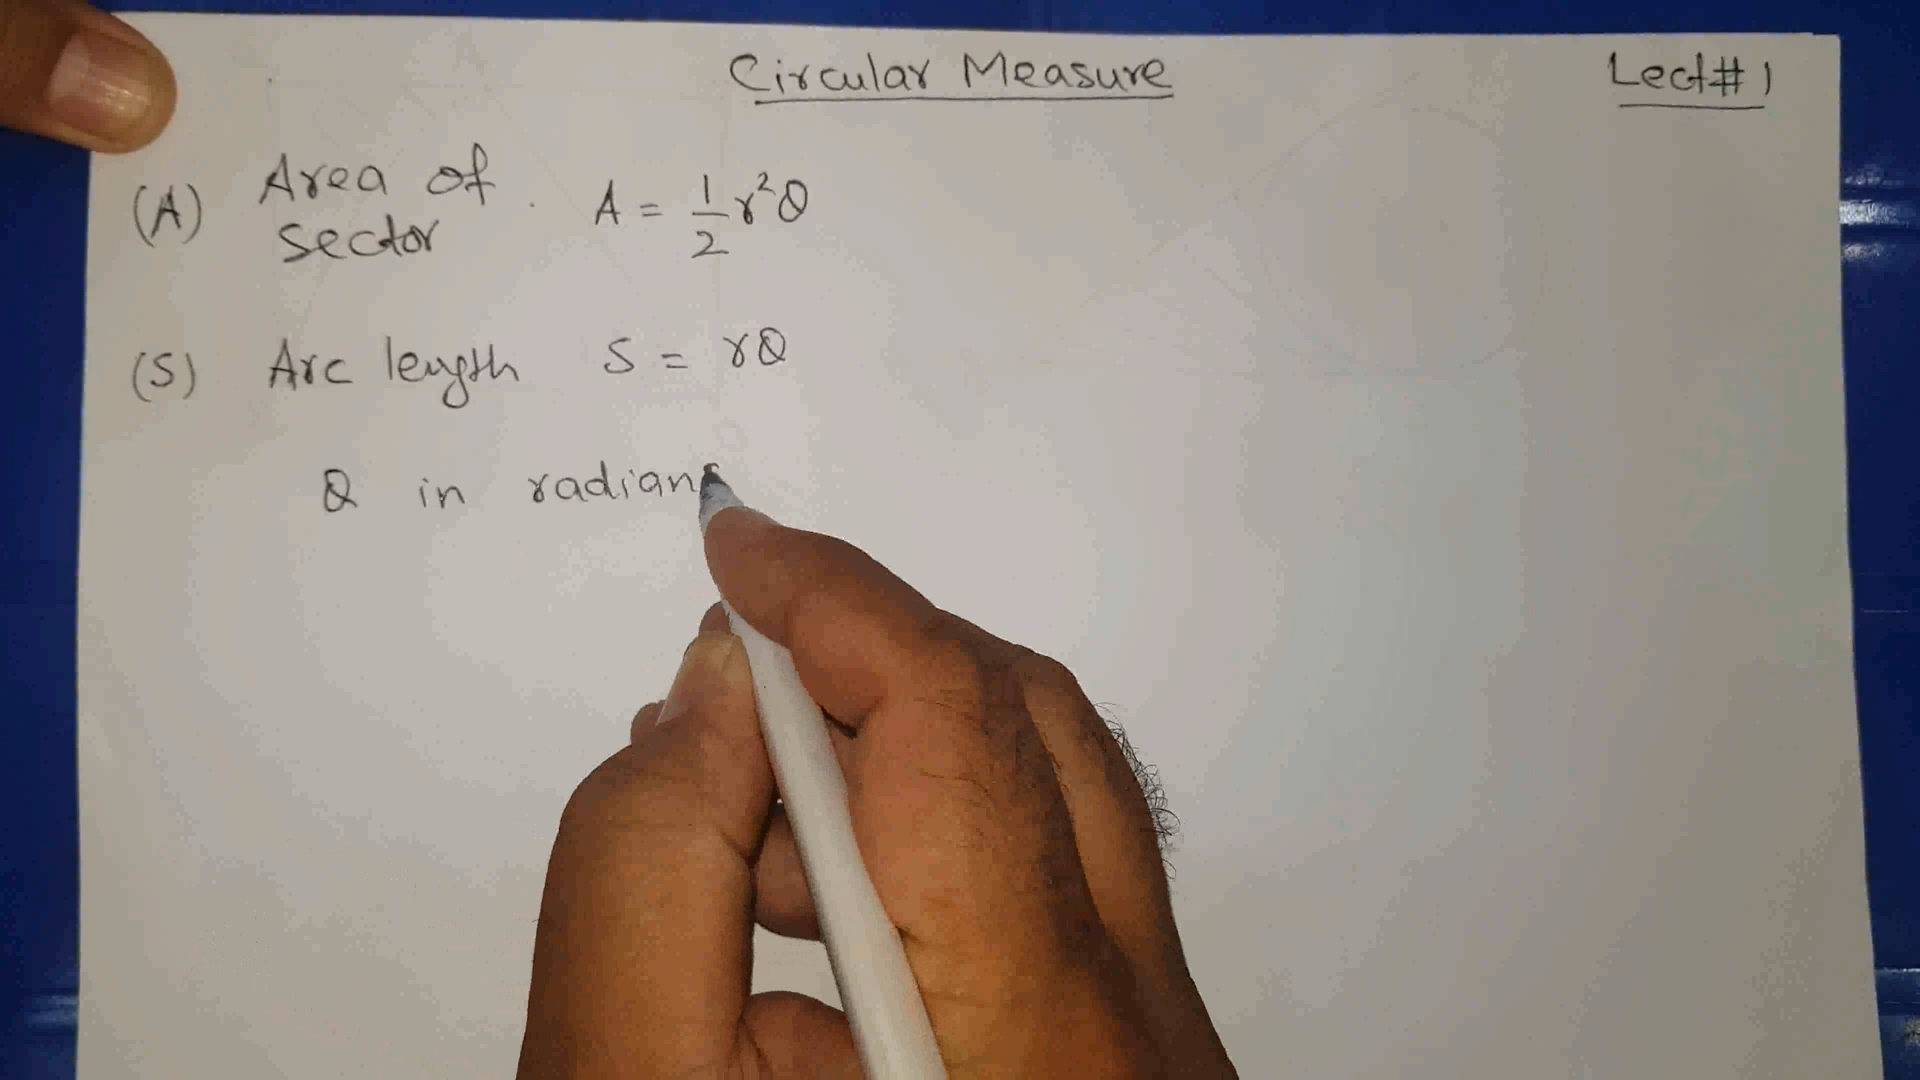 Circular Measure
Lect# 1
(A) Area of sector A = 1/2 r²θ
(S) Arc length S = rθ
θ in radians